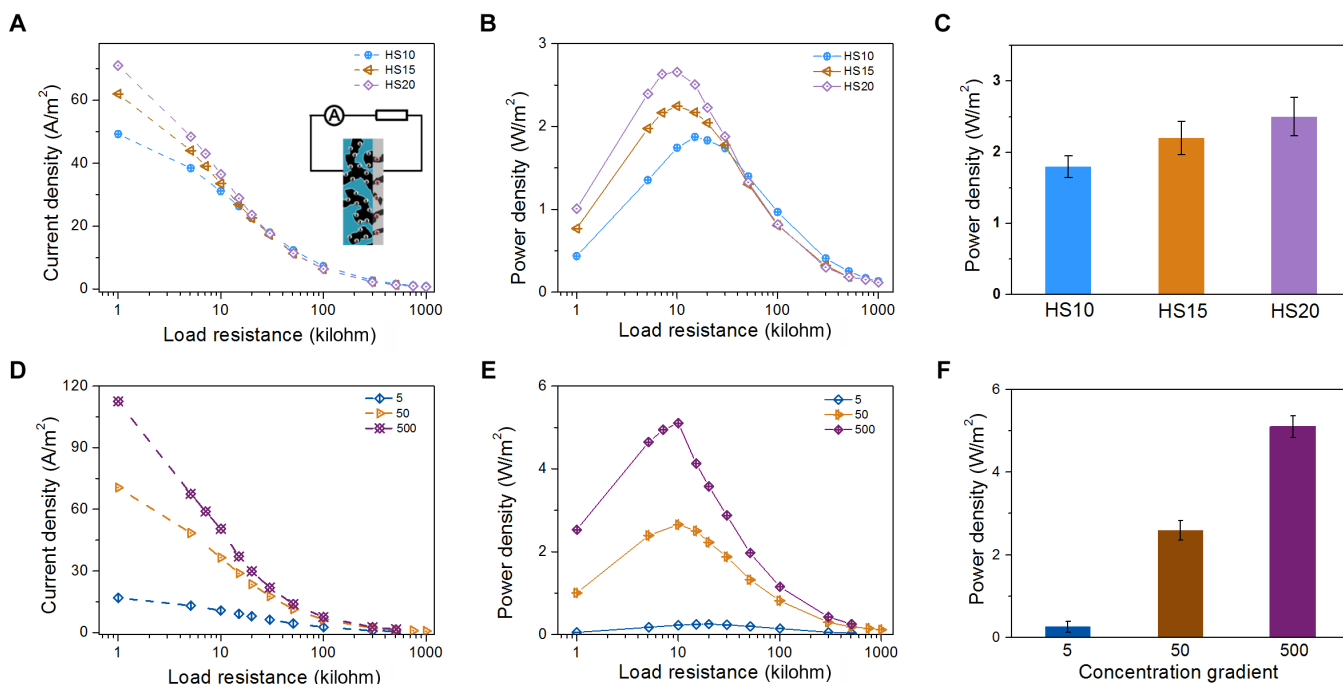 A
Current density (A/m²)
60
40
20
0
HS10
HS15
HS20
A
1
10
100
1000
Load resistance (kilohm)
B
Power density (W/m²)
3
2
1
0
HS10
HS15
HS20
1
10
100
1000
Load resistance (kilohm)
C
Power density (W/m²)
3
2
1
0
HS10
HS15
HS20
D
Current density (A/m²)
120
90
60
30
0
5
50
500
1
10
100
1000
Load resistance (kilohm)
E
Power density (W/m²)
6
4
2
0
5
50
500
1
10
100
1000
Load resistance (kilohm)
F
Power density (W/m²)
6
4
2
0
5
50
500
Concentration gradient